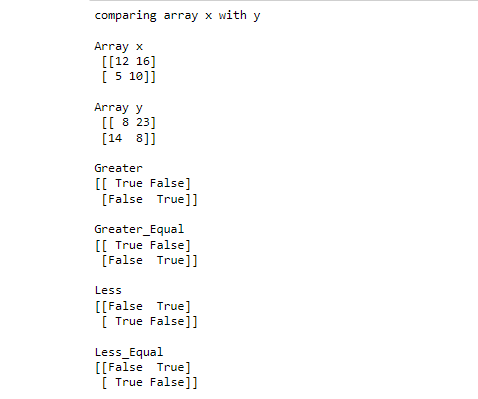 comparing array x with y
Array x
[[12 16]
[ 5 10]]
Array y
[[ 8 23]
[14  8]]
Greater
[[ True False]
[False  True]]
Greater_Equal
[[ True False]
[False  True]]
Less
[[False  True]
[ True False]]
Less_Equal
[[False  True]
[ True False]]